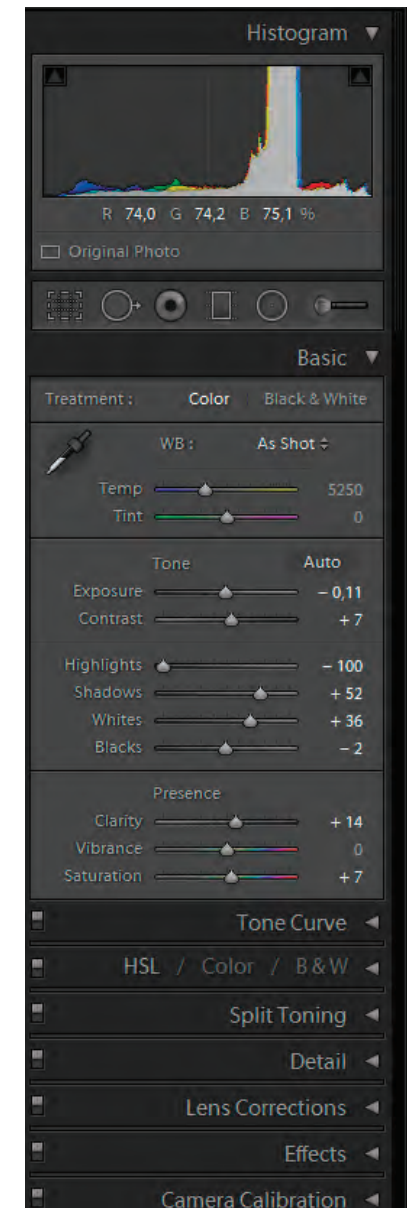 Histogram
R 74,0 G 74,2 B 75,1 %
Original Photo
Basic
Treatment : Color Black & White
WB : As Shot
Temp 5250
Tint 0
Tone Auto
Exposure – 0,11
Contrast + 7
Highlights – 100
Shadows + 52
Whites + 36
Blacks – 2
Presence
Clarity + 14
Vibrance 0
Saturation + 7
Tone Curve
HSL / Color / B & W
Split Toning
Detail
Lens Corrections
Effects
Camera Calibration